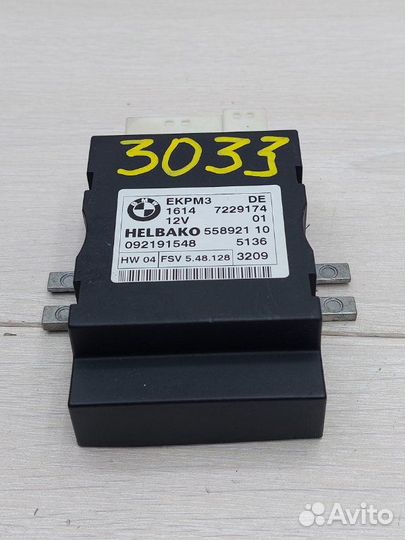 3033
BMW
EKPM3 DE
1614 7229174
12V 01
HELBAKO 558921 10
092191548 5136
HW 04 FSV 5.48.128 3209
Avito